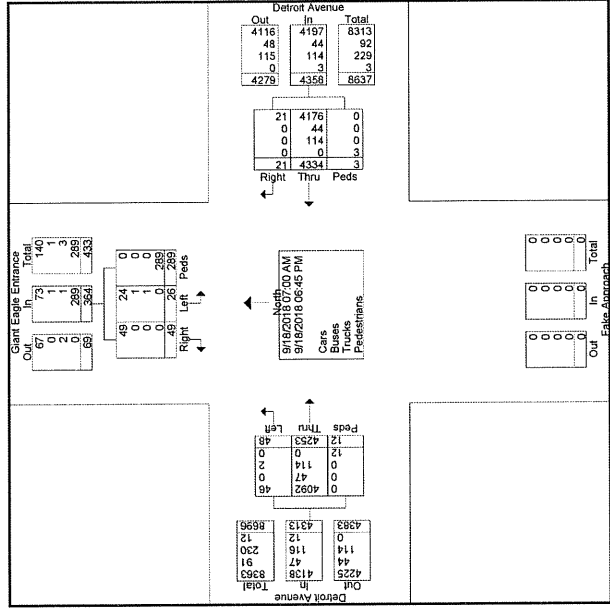 Detroit Avenue
Out In Total
4116 4197 8313
48 44 92
115 114 229
0 3 3
4279 4358 8637
21 4176 0
0 44 0
0 114 0
0 0 3
21 4334 3
Right Thru Peds
Giant Eagle Entrance
Out In Total
67 73 140
0 1 1
2 1 3
0 289 289
69 364 433
49 24 0
0 1 0
0 1 0
0 0 289
49 26 289
Right Left Peds
North
9/18/2018 07:00 AM
9/18/2018 06:45 PM
Cars
Buses
Trucks
Pedestrians
Out In Total
0 0 0
0 0 0
0 0 0
0 0 0
0 0 0
Fake Approach
Peds Thru Left
12 4253 48
12 0 0
0 114 2
0 47 0
0 4092 46
4383 4313 8696
0 12 12
114 116 230
44 47 91
4225 4138 8363
Out In Total
Detroit Avenue